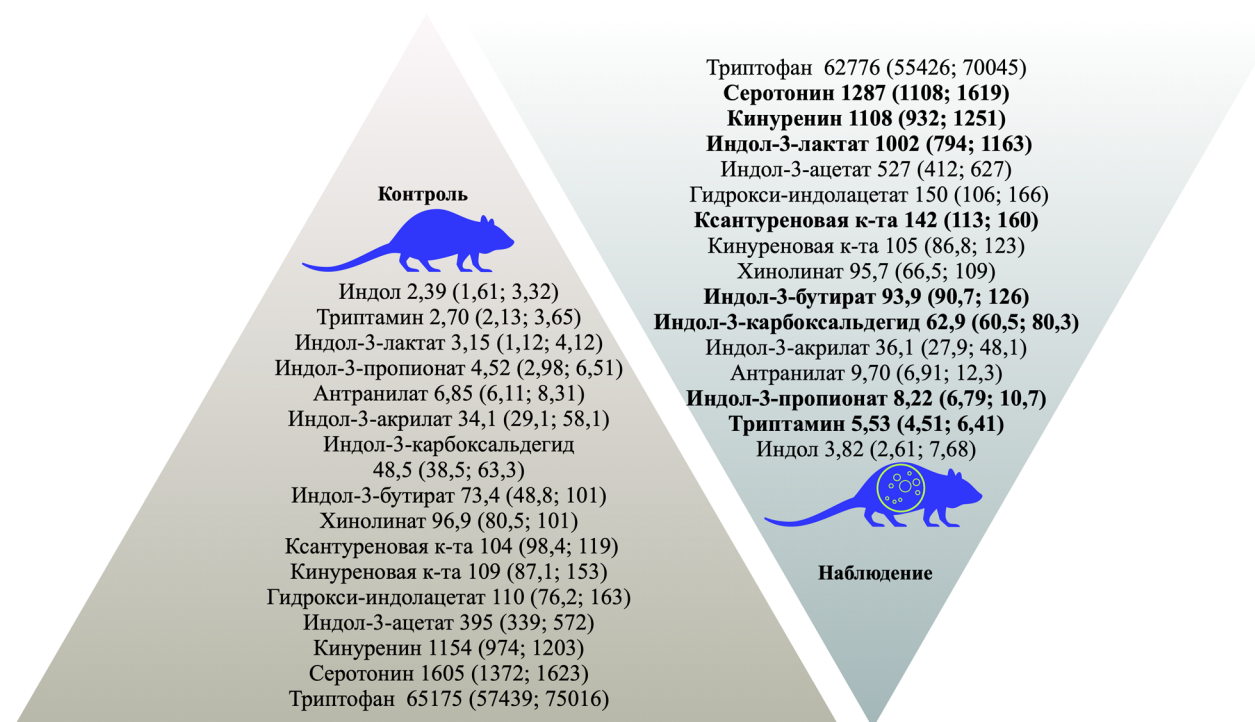 Контроль
Индол 2,39 (1,61; 3,32)
Триптамин 2,70 (2,13; 3,65)
Индол-3-лактат 3,15 (1,12; 4,12)
Индол-3-пропионат 4,52 (2,98; 6,51)
Антранилат 6,85 (6,11; 8,31)
Индол-3-акрилат 34,1 (29,1; 58,1)
Индол-3-карбоксальдегид
48,5 (38,5; 63,3)
Индол-3-бутират 73,4 (48,8; 101)
Хинолинат 96,9 (80,5; 101)
Ксантуреновая к-та 104 (98,4; 119)
Кинуреновая к-та 109 (87,1; 153)
Гидрокси-индолацетат 110 (76,2; 163)
Индол-3-ацетат 395 (339; 572)
Кинуренин 1154 (974; 1203)
Серотонин 1605 (1372; 1623)
Триптофан 65175 (57439; 75016)
Триптофан 62776 (55426; 70045)
Серотонин 1287 (1108; 1619)
Кинуренин 1108 (932; 1251)
Индол-3-лактат 1002 (794; 1163)
Индол-3-ацетат 527 (412; 627)
Гидрокси-индолацетат 150 (106; 166)
Ксантуреновая к-та 142 (113; 160)
Кинуреновая к-та 105 (86,8; 123)
Хинолинат 95,7 (66,5; 109)
Индол-3-бутират 93,9 (90,7; 126)
Индол-3-карбоксальдегид 62,9 (60,5; 80,3)
Индол-3-акрилат 36,1 (27,9; 48,1)
Антранилат 9,70 (6,91; 12,3)
Индол-3-пропионат 8,22 (6,79; 10,7)
Триптамин 5,53 (4,51; 6,41)
Индол 3,82 (2,61; 7,68)
Наблюдение